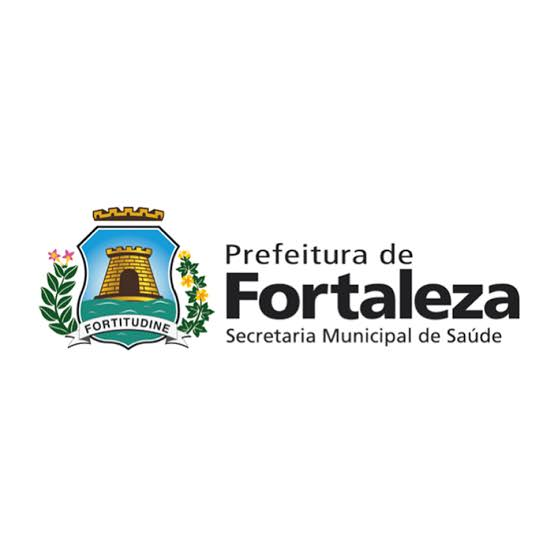 FORTITUDINE
Prefeitura de
Fortaleza
Secretaria Municipal de Saúde